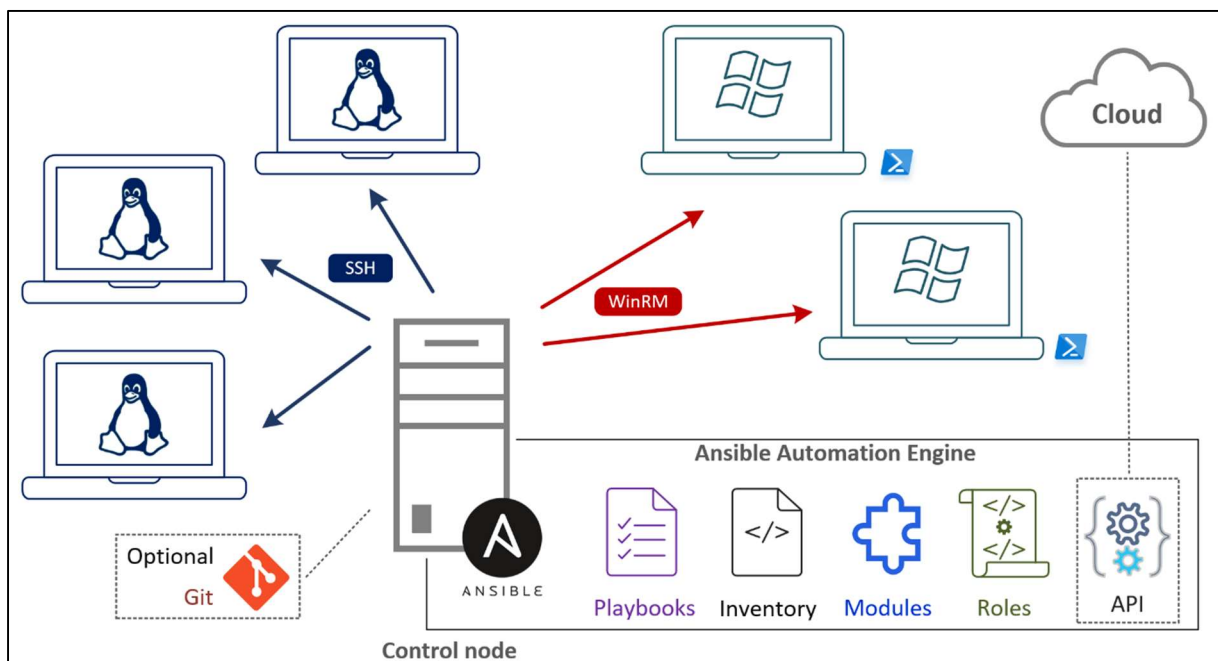 Cloud
SSH
WinRM
Ansible Automation Engine
Optional
Git
ANSIBLE
Playbooks
Inventory
Modules
Roles
API
Control node